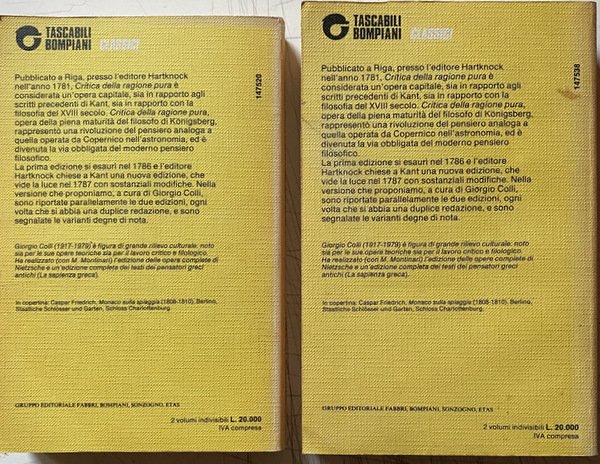 TASCABILI
BOMPIANI
CLASSICI
147520
Pubblicato a Riga, presso l'editore Hartknock
nell'anno 1781, Critica della ragione pura è
considerata un'opera capitale, sia in rapporto agli
scritti precedenti di Kant, sia in rapporto con la
filosofia del XVIII secolo. Critica della ragione pura,
opera della piena maturità del filosofo di Königsberg,
rappresentò una rivoluzione del pensiero analoga a
quella operata da Copernico nell'astronomia, ed è
divenuta la via obbligata del moderno pensiero
filosofico.
La prima edizione si esaurì nel 1786 e l'editore
Hartknock chiese a Kant una nuova edizione, che
vide la luce nel 1787 con sostanziali modifiche. Nella
versione che proponiamo, a cura di Giorgio Colli,
sono riportate parallelamente le due edizioni, ogni
volta che si abbia una duplice redazione, e sono
segnalate le varianti degne di nota.
Giorgio Colli (1917-1979) è figura di grande rilievo culturale, noto
sia per le sue opere teoriche sia per il lavoro critico e filologico.
Ha realizzato (con M. Montinari) l'edizione delle opere complete di
Nietzsche e un'edizione completa dei testi dei pensatori greci
antichi (La sapienza greca).
In copertina: Caspar Friedrich, Monaco sulla spiaggia (1808-1810). Berlino,
Staatliche Schlösser und Garten, Schloss Charlottenburg.
GRUPPO EDITORIALE FABBRI, BOMPIANI, SONZOGNO, ETAS
2 volumi indivisibili L. 20.000
IVA compresa
TASCABILI
BOMPIANI
CLASSICI
147538
Pubblicato a Riga, presso l'editore Hartknock
nell'anno 1781, Critica della ragione pura è
considerata un'opera capitale, sia in rapporto agli
scritti precedenti di Kant, sia in rapporto con la
filosofia del XVIII secolo. Critica della ragione pura,
opera della piena maturità del filosofo di Königsberg,
rappresentò una rivoluzione del pensiero analoga a
quella operata da Copernico nell'astronomia, ed è
divenuta la via obbligata del moderno pensiero
filosofico.
La prima edizione si esaurì nel 1786 e l'editore
Hartknock chiese a Kant una nuova edizione, che
vide la luce nel 1787 con sostanziali modifiche. Nella
versione che proponiamo, a cura di Giorgio Colli,
sono riportate parallelamente le due edizioni, ogni
volta che si abbia una duplice redazione, e sono
segnalate le varianti degne di nota.
Giorgio Colli (1917-1979) è figura di grande rilievo culturale, noto
sia per le sue opere teoriche sia per il lavoro critico e filologico.
Ha realizzato (con M. Montinari) l'edizione delle opere complete di
Nietzsche e un'edizione completa dei testi dei pensatori greci
antichi (La sapienza greca).
In copertina: Caspar Friedrich, Monaco sulla spiaggia (1808-1810). Berlino,
Staatliche Schlösser und Garten, Schloss Charlottenburg.
GRUPPO EDITORIALE FABBRI, BOMPIANI, SONZOGNO, ETAS
2 volumi indivisibili L. 20.000
IVA compresa